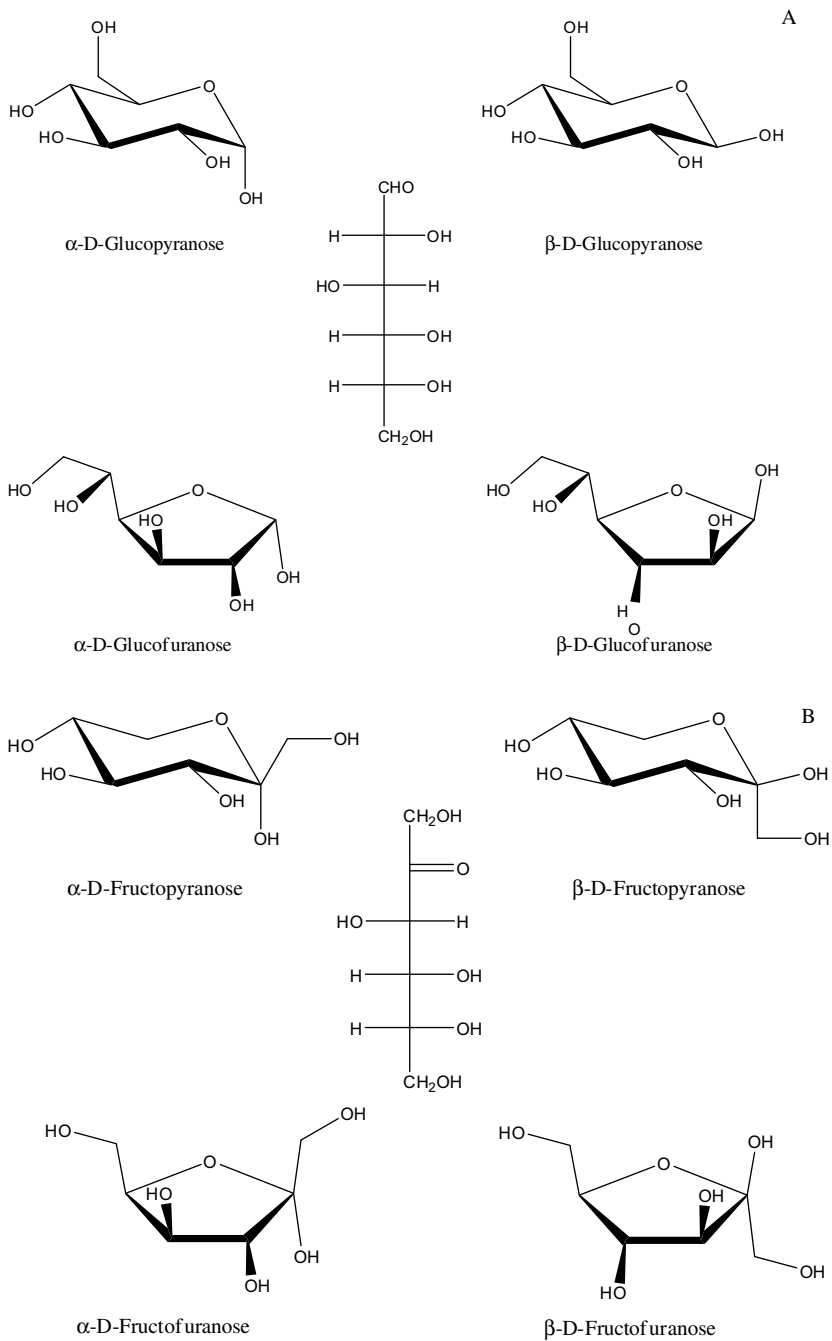 A
OH
O
HO
HO
OH
OH
α-D-Glucopyranose
OH
O
HO
HO
OH
OH
β-D-Glucopyranose
CHO
H OH
HO H
H OH
H OH
CH2OH
HO
HO
O
HO
OH
OH
α-D-Glucofuranose
HO
HO
O
OH
OH
H
O
β-D-Glucofuranose
B
O
OH
HO
HO
OH
OH
α-D-Fructopyranose
O
HO
HO
OH
OH
OH
β-D-Fructopyranose
CH2OH
O
HO H
H OH
H OH
CH2OH
HO
OH
O
HO
OH
OH
α-D-Fructofuranose
HO
OH
O
OH
HO
OH
β-D-Fructofuranose